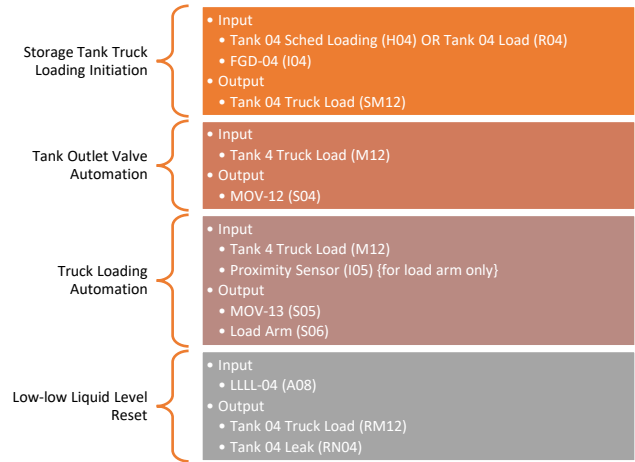 Storage Tank Truck
Loading Initiation
• Input
• Tank 04 Sched Loading (H04) OR Tank 04 Load (R04)
• FGD-04 (I04)
• Output
• Tank 04 Truck Load (SM12)
Tank Outlet Valve
Automation
• Input
• Tank 4 Truck Load (M12)
• Output
• MOV-12 (S04)
Truck Loading
Automation
• Input
• Tank 4 Truck Load (M12)
• Proximity Sensor (I05) {for load arm only}
• Output
• MOV-13 (S05)
• Load Arm (S06)
Low-low Liquid Level
Reset
• Input
• LLLL-04 (A08)
• Output
• Tank 04 Truck Load (RM12)
• Tank 04 Leak (RN04)